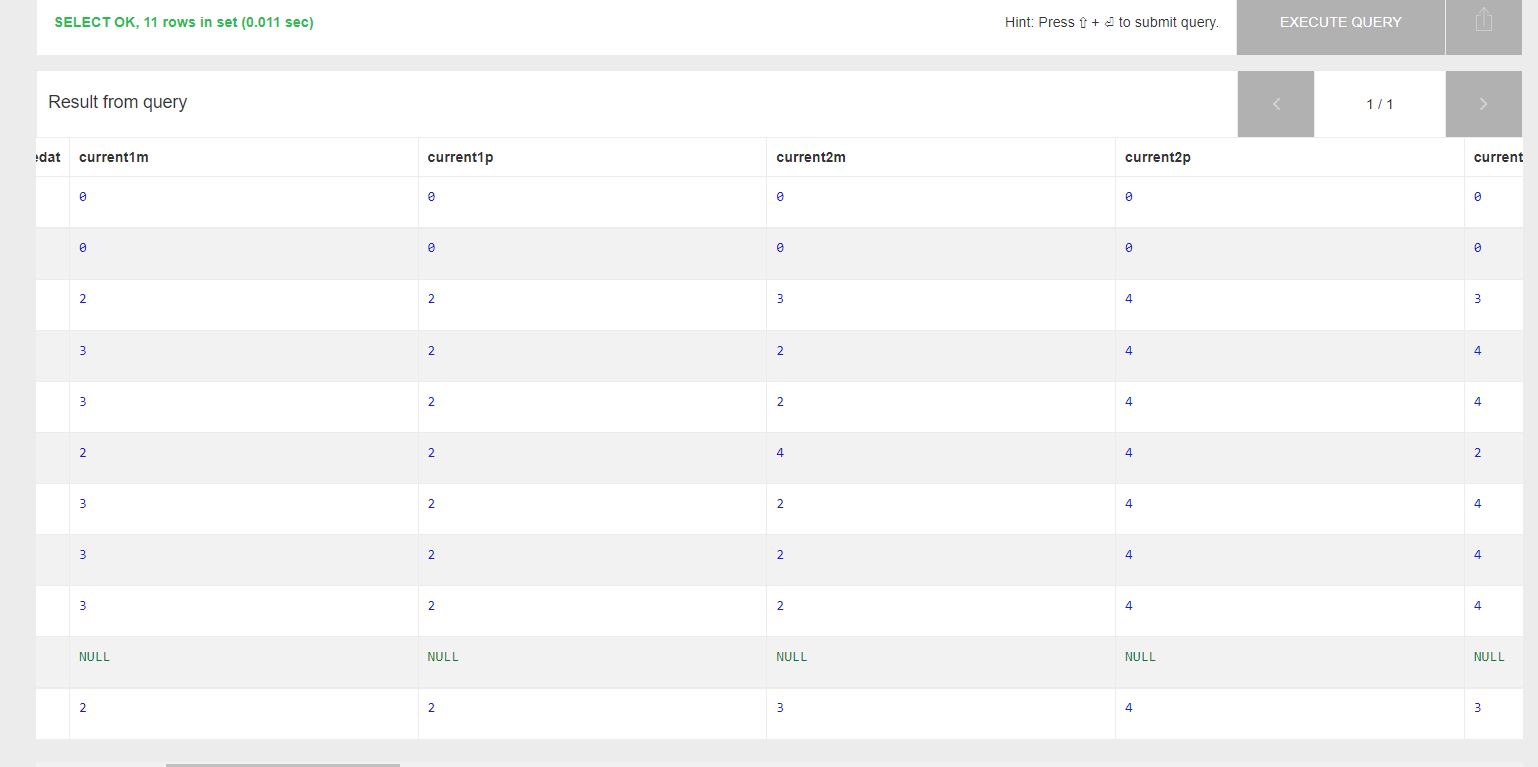 SELECT OK, 11 rows in set (0.011 sec)
Hint: Press ⇧ + ⏎ to submit query.
EXECUTE QUERY
Result from query
1 / 1
edat current1m current1p current2m current2p current
0 0 0 0 0
0 0 0 0 0
2 2 3 4 3
3 2 2 4 4
3 2 2 4 4
2 2 4 4 2
3 2 2 4 4
3 2 2 4 4
3 2 2 4 4
NULL NULL NULL NULL NULL
2 2 3 4 3